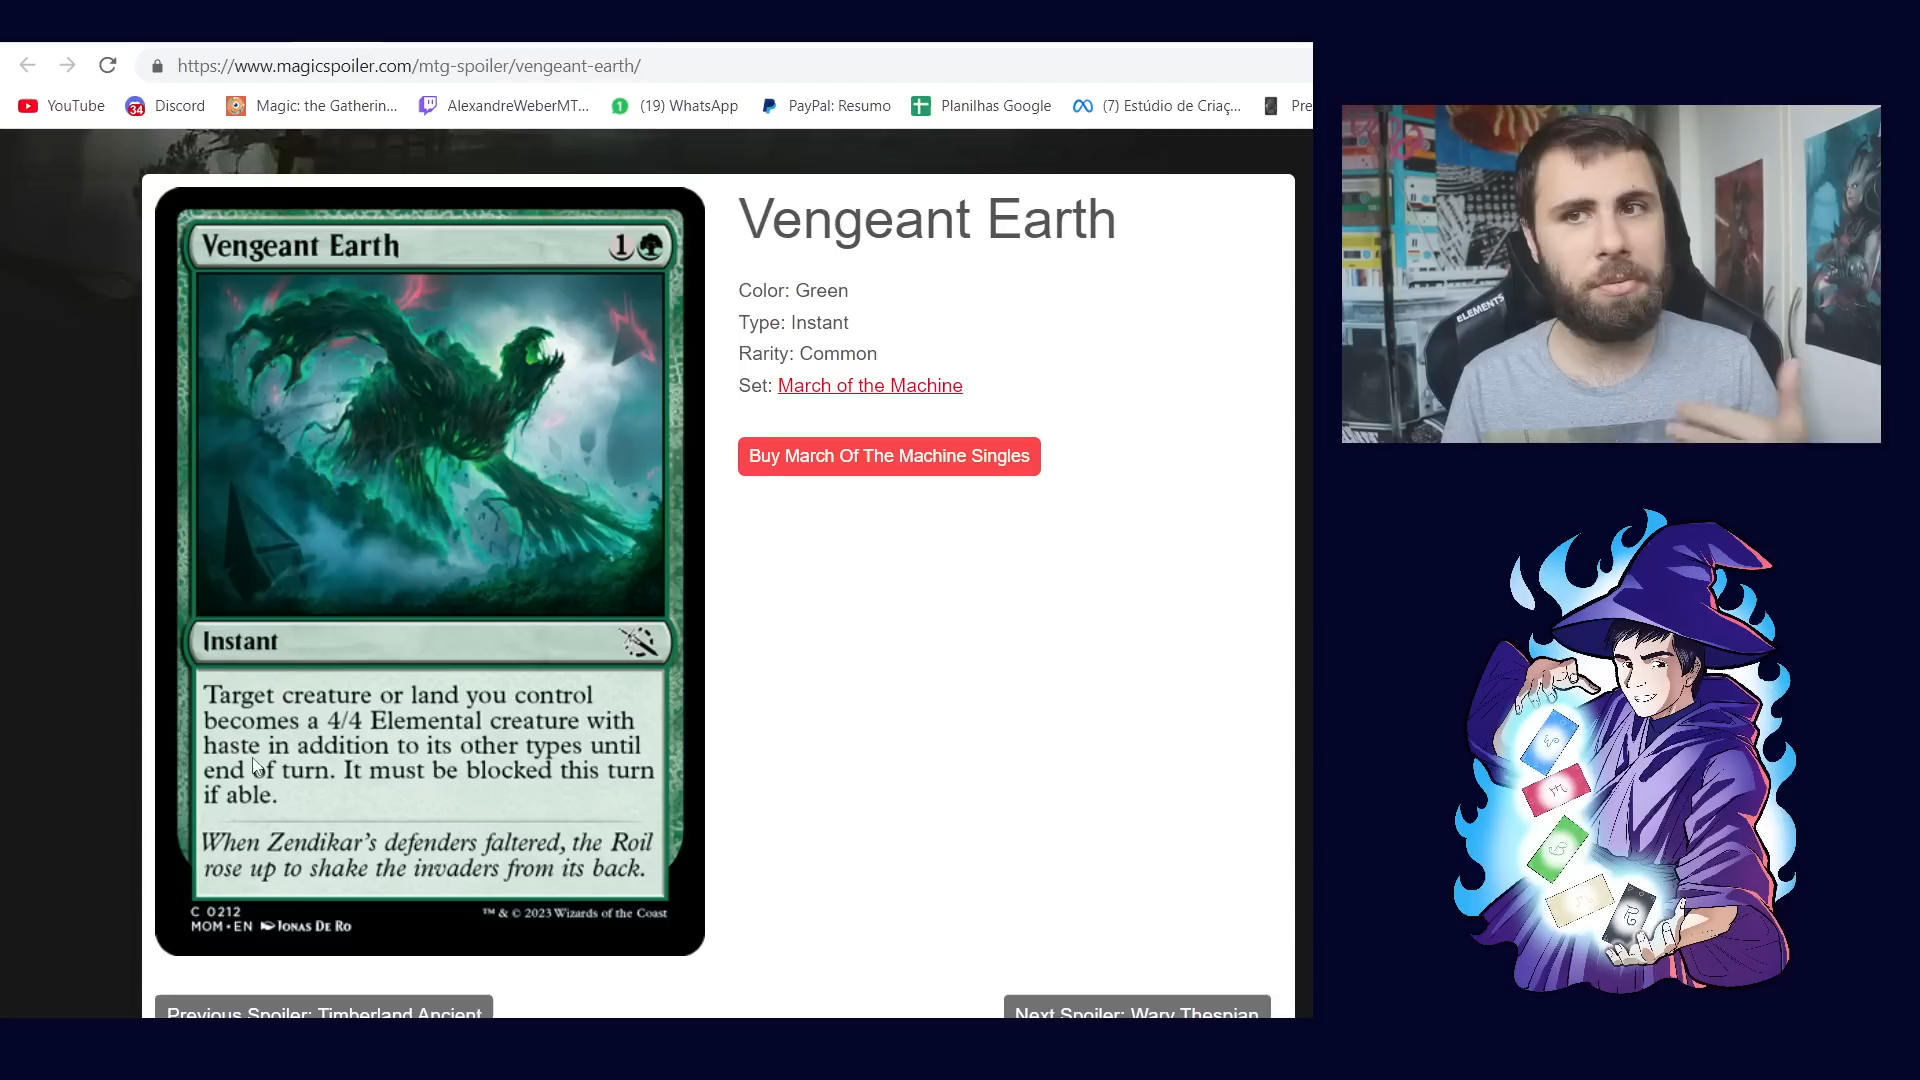 https://www.magicspoiler.com/mtg-spoiler/vengeant-earth/
YouTube
34
Discord
Magic: the Gatherin...
AlexandreWeberMT...
1
(19) WhatsApp
PayPal: Resumo
Planilhas Google
(7) Estúdio de Criaç...
Pre
Vengeant Earth
1
Instant
Target creature or land you control
becomes a 4/4 Elemental creature with
haste in addition to its other types until
end of turn. It must be blocked this turn
if able.
When Zendikar's defenders faltered, the Roil
rose up to shake the invaders from its back.
C 0212
MOM • EN JONAS DE RO
™ & © 2023 Wizards of the Coast
Vengeant Earth
Color: Green
Type: Instant
Rarity: Common
Set: March of the Machine
Buy March Of The Machine Singles
Previous Spoiler: Timberland Ancient
Next Spoiler: Wary Thespian
ELEMENTS